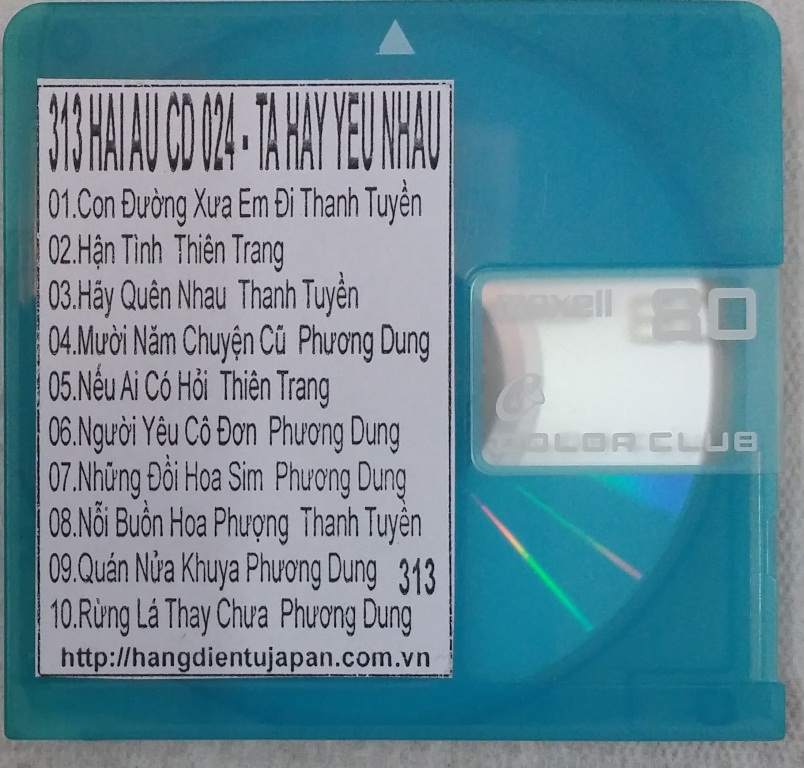 313 HAI AU CD 024 - TA HAY YEU NHAU
01.Con Đường Xưa Em Đi Thanh Tuyền
02.Hận Tình Thiên Trang
03.Hãy Quên Nhau Thanh Tuyền
04.Mười Năm Chuyện Cũ Phương Dung
05.Nếu Ai Có Hỏi Thiên Trang
06.Người Yêu Cô Đơn Phương Dung
07.Những Đồi Hoa Sim Phương Dung
08.Nỗi Buồn Hoa Phượng Thanh Tuyền
09.Quán Nửa Khuya Phương Dung 313
10.Rừng Lá Thay Chưa Phương Dung
http://hangdientujapan.com.vn
maxell 80
COLOR CLUB